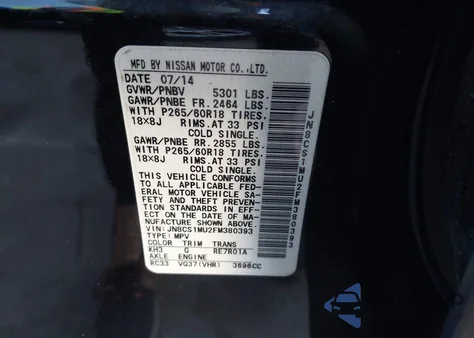 MFD BY NISSAN MOTOR CO.,LTD.
DATE 07/14
GVWR/PNBV 5301 LBS.
GAWR/PNBE FR. 2464 LBS.
WITH P265/60R18 TIRES.
18X8J RIMS.AT 33 PSI
COLD SINGLE.
GAWR/PNBE RR. 2855 LBS.
WITH P265/60R18 TIRES.
18X8J RIMS.AT 33 PSI
COLD SINGLE.
THIS VEHICLE CONFORMS
TO ALL APPLICABLE FED-
ERAL MOTOR VEHICLE SA-
FETY AND THEFT PREVEN-
TION STANDARDS IN EFF-
ECT ON THE DATE OF MA-
NUFACTURE SHOWN ABOVE.
VIN:JN8CS1MU2FM380393
TYPE:MPV
COLOR TRIM TRANS
KH3 G RE7R01A
AXLE ENGINE
RC33 VQ37(VHR) 3696CC
JN8CS1MU2FM380393